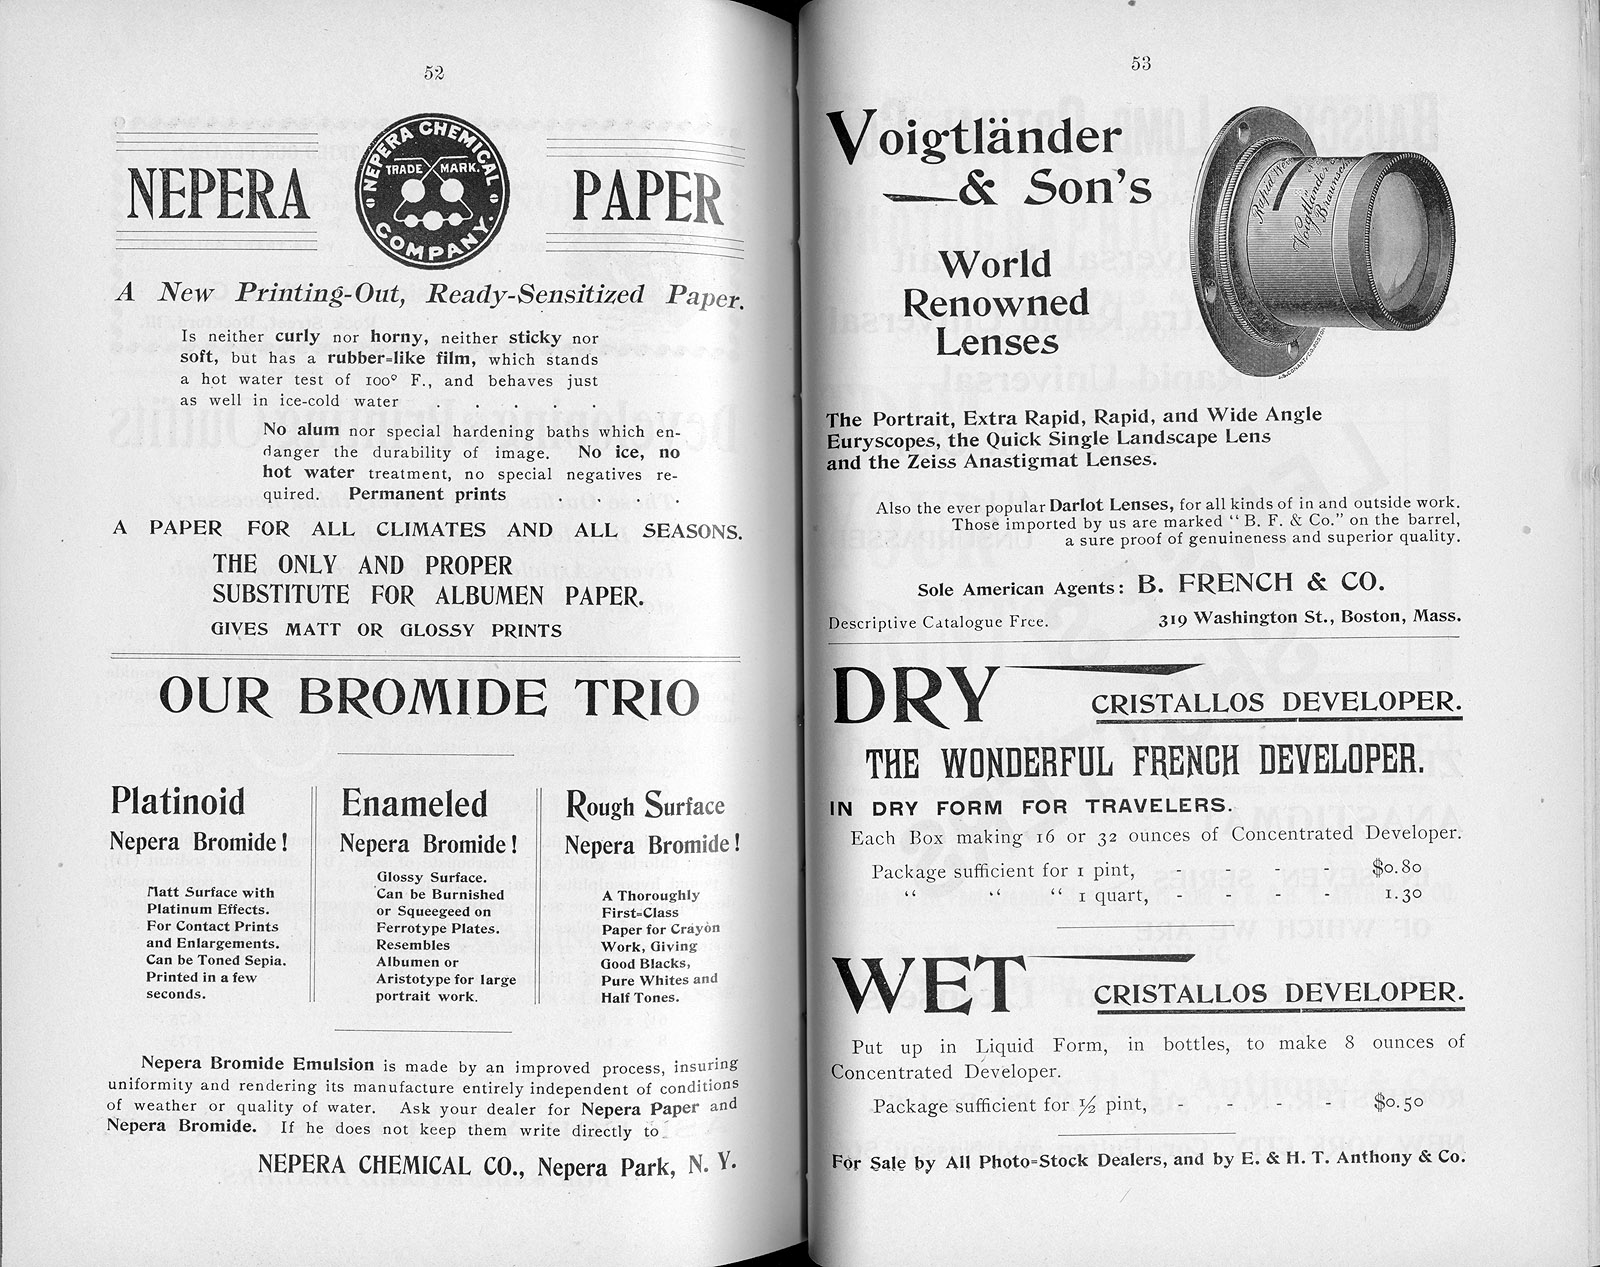 52
NEPERA
NEPERA CHEMICAL COMPANY.
TRADE MARK.
PAPER
A New Printing-Out, Ready-Sensitized Paper.
Is neither curly nor horny, neither sticky nor
soft, but has a rubber=like film, which stands
a hot water test of 100° F., and behaves just
as well in ice-cold water . . . . .
No alum nor special hardening baths which en-
danger the durability of image. No ice, no
hot water treatment, no special negatives re-
quired. Permanent prints . . . . .
A PAPER FOR ALL CLIMATES AND ALL SEASONS.
THE ONLY AND PROPER
SUBSTITUTE FOR ALBUMEN PAPER.
GIVES MATT OR GLOSSY PRINTS
OUR BROMIDE TRIO
Platinoid
Nepera Bromide!
Matt Surface with
Platinum Effects.
For Contact Prints
and Enlargements.
Can be Toned Sepia.
Printed in a few
seconds.
Enameled
Nepera Bromide!
Glossy Surface.
Can be Burnished
or Squeegeed on
Ferrotype Plates.
Resembles
Albumen or
Aristotype for large
portrait work.
Rough Surface
Nepera Bromide!
A Thoroughly
First=Class
Paper for Crayon
Work, Giving
Good Blacks,
Pure Whites and
Half Tones.
Nepera Bromide Emulsion is made by an improved process, insuring
uniformity and rendering its manufacture entirely independent of conditions
of weather or quality of water. Ask your dealer for Nepera Paper and
Nepera Bromide. If he does not keep them write directly to
NEPERA CHEMICAL CO., Nepera Park, N. Y.
53
Voigtländer
& Son's
World
Renowned
Lenses
Voigtländer
The Portrait, Extra Rapid, Rapid, and Wide Angle
Euryscopes, the Quick Single Landscape Lens
and the Zeiss Anastigmat Lenses.
Also the ever popular Darlot Lenses, for all kinds of in and outside work.
Those imported by us are marked "B. F. & Co." on the barrel,
a sure proof of genuineness and superior quality.
Sole American Agents: B. FRENCH & CO.
Descriptive Catalogue Free. 319 Washington St., Boston, Mass.
DRY CRISTALLOS DEVELOPER.
THE WONDERFUL FRENCH DEVELOPER.
IN DRY FORM FOR TRAVELERS.
Each Box making 16 or 32 ounces of Concentrated Developer.
Package sufficient for 1 pint, - - - - $0.80
" " " 1 quart, - - - - 1.30
WET CRISTALLOS DEVELOPER.
Put up in Liquid Form, in bottles, to make 8 ounces of
Concentrated Developer.
Package sufficient for ½ pint, - - - - $0.50
For Sale by All Photo=Stock Dealers, and by E. & H. T. Anthony & Co.